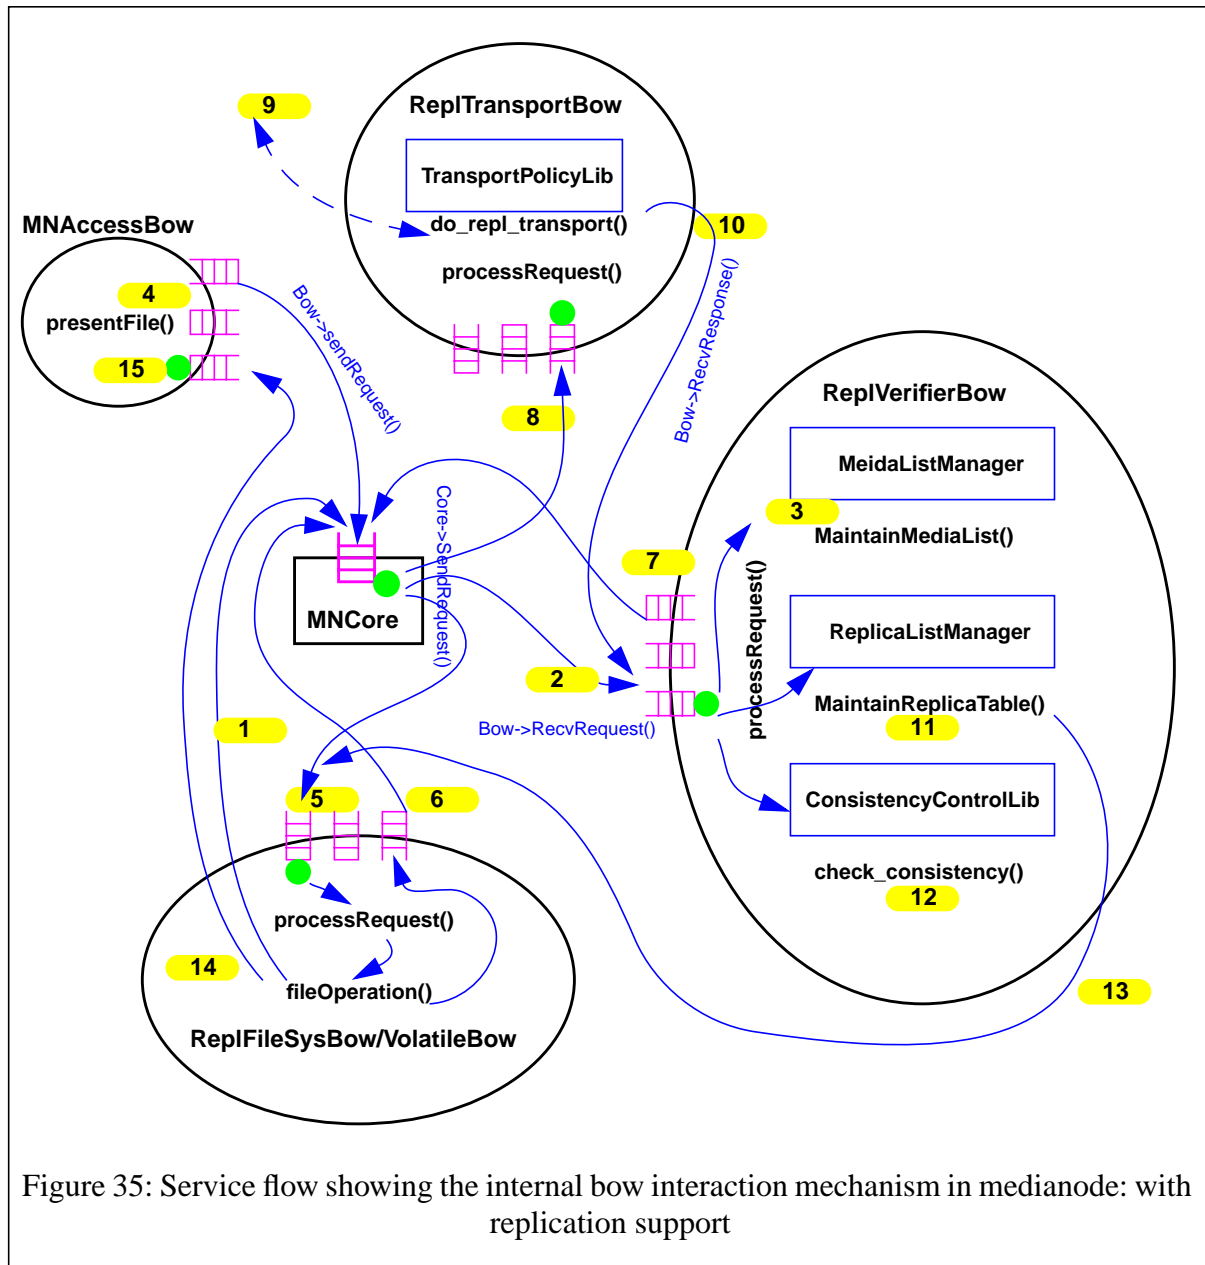 9
ReplTransportBow
TransportPolicyLib
do_repl_transport()
processRequest()
10
MNAccessBow
4
presentFile()
15
Bow->sendRequest()
Bow->RecvResponse()
8
ReplVerifierBow
MeidaListManager
3
MaintainMediaList()
Core->SendRequest()
7
processRequest()
MNCore
ReplicaListManager
2
MaintainReplicaTable()
11
Bow->RecvRequest()
1
5
6
ConsistencyControlLib
check_consistency()
12
processRequest()
14
fileOperation()
13
ReplFileSysBow/VolatileBow
Figure 35: Service flow showing the internal bow interaction mechanism in medianode: with
replication support